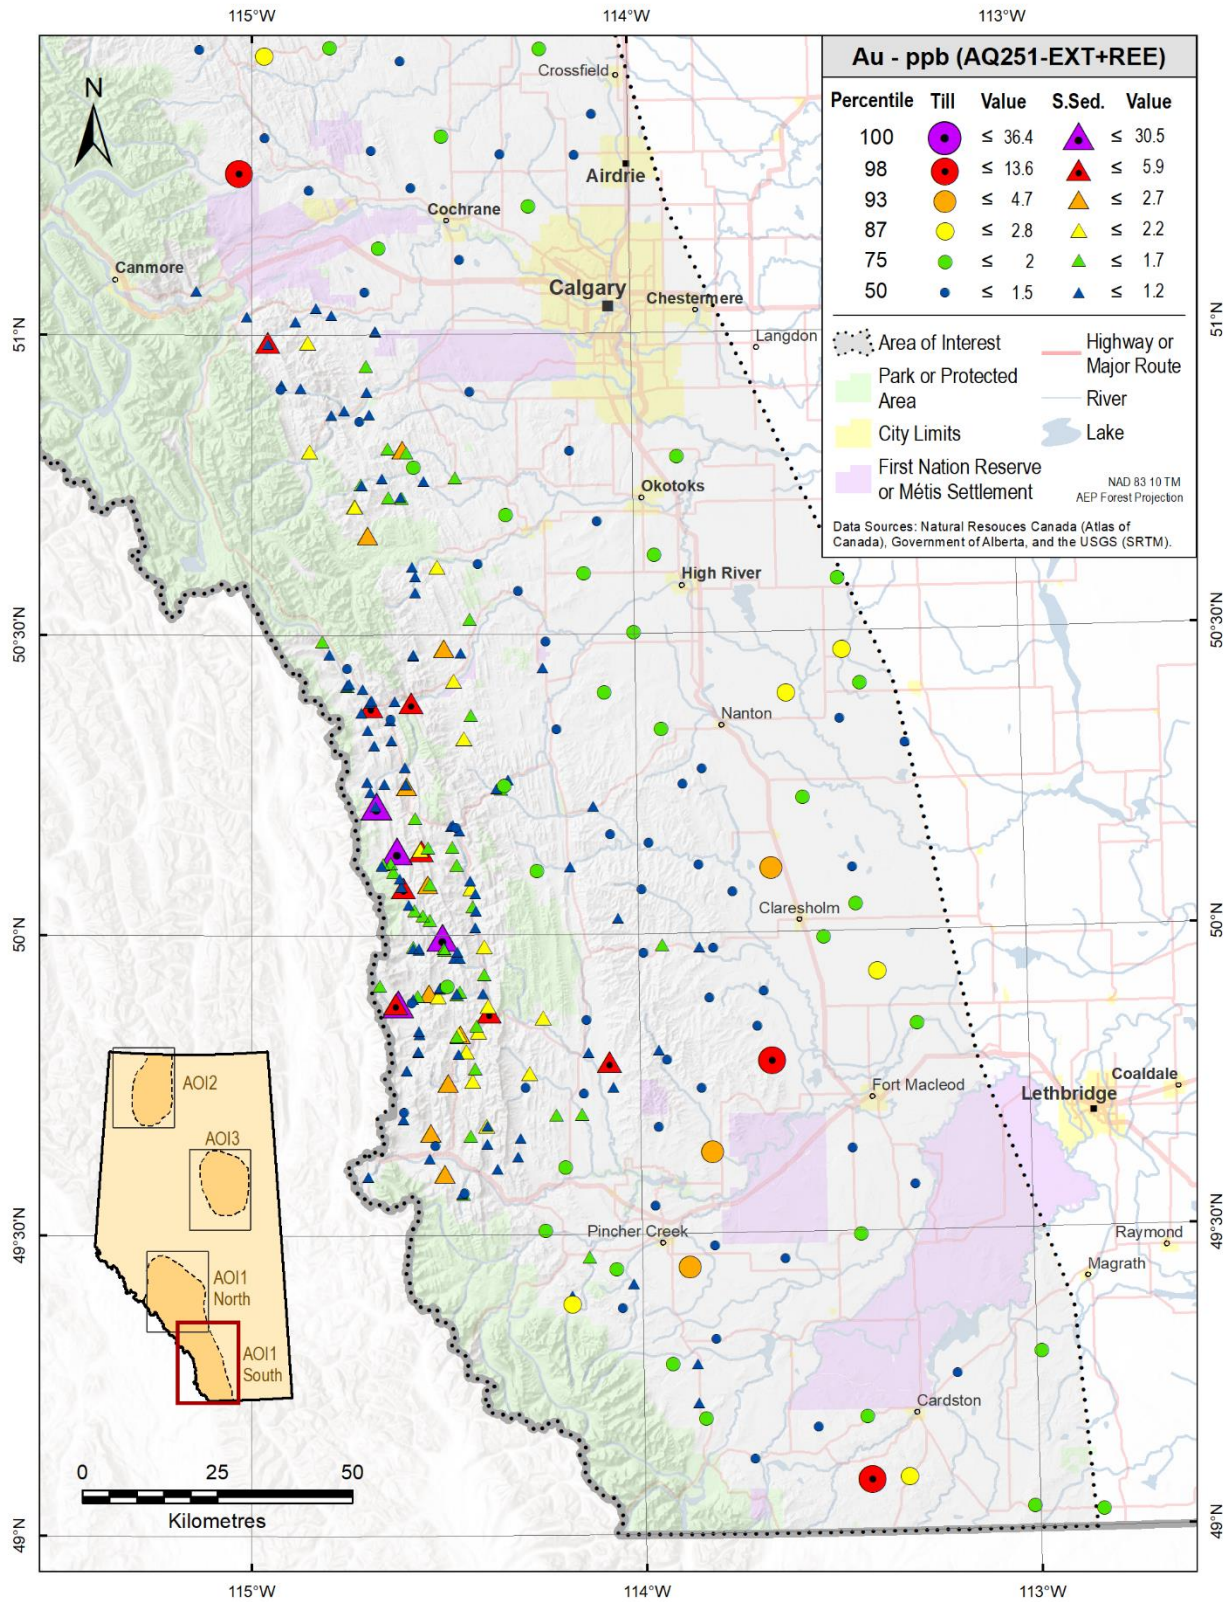 115°W
114°W
113°W
N
Au - ppb (AQ251-EXT+REE)
Percentile Till Value S.Sed. Value
100 ≤ 36.4 ≤ 30.5
98 ≤ 13.6 ≤ 5.9
93 ≤ 4.7 ≤ 2.7
87 ≤ 2.8 ≤ 2.2
75 ≤ 2 ≤ 1.7
50 ≤ 1.5 ≤ 1.2
Area of Interest
Park or Protected
Area
City Limits
First Nation Reserve
or Métis Settlement
Highway or
Major Route
River
Lake
NAD 83 10 TM
AEP Forest Projection
Data Sources: Natural Resouces Canada (Atlas of
Canada), Government of Alberta, and the USGS (SRTM).
Crossfield
Airdrie
Cochrane
Canmore
Calgary
Chestermere
Langdon
51°N
51°N
Okotoks
High River
50°30'N
50°30'N
Nanton
Claresholm
50°N
50°N
Fort Macleod
Coaldale
Lethbridge
Pincher Creek
Raymond
Magrath
49°30'N
49°30'N
Cardston
AOI2
AOI3
AOI1
North
AOI1
South
0 25 50
Kilometres
49°N
49°N
115°W
114°W
113°W